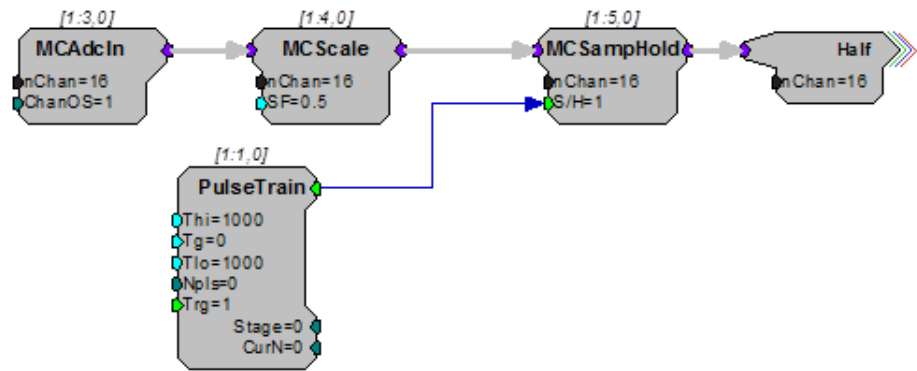 [1:3,0]
MCAdcIn
nChan=16
ChanOS=1
[1:4,0]
MCScale
nChan=16
SF=0.5
[1:5,0]
MCSampHold
nChan=16
S/H=1
Half
nChan=16
[1:1,0]
PulseTrain
Thi=1000
Tg=0
Tlo=1000
Npls=0
Trg=1
Stage=0
CurN=0